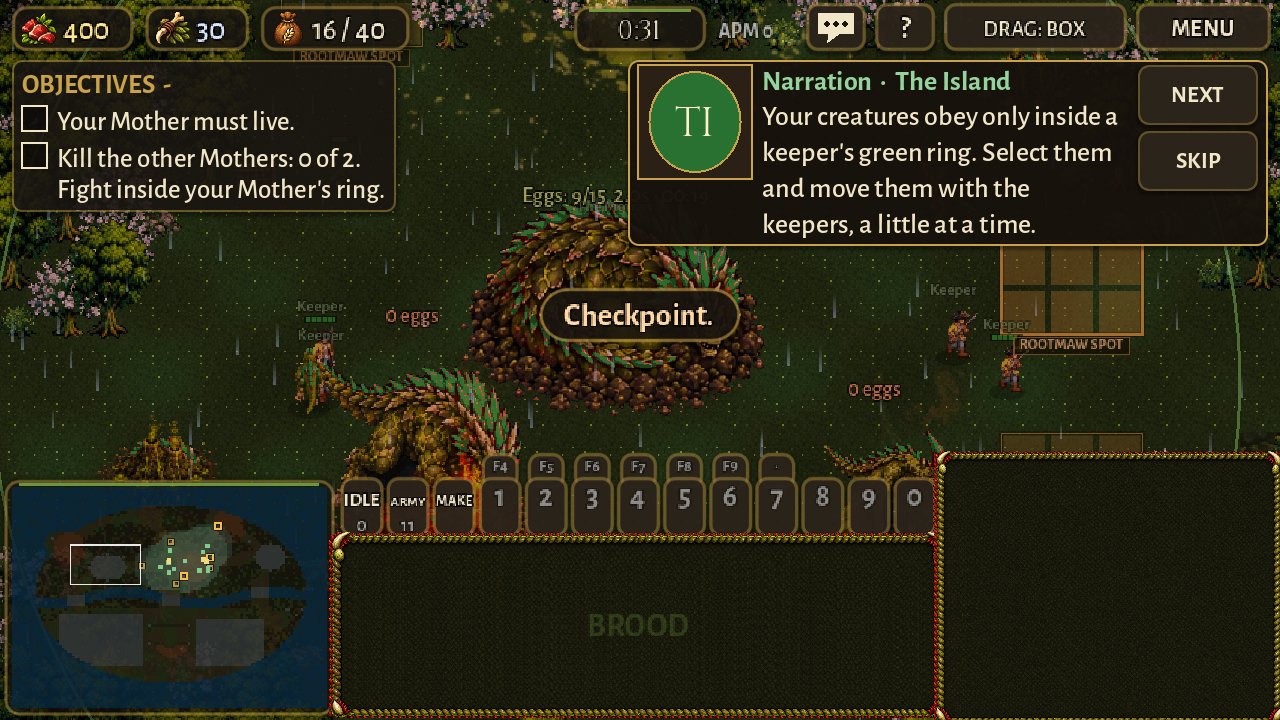 400
30
16 / 40
0:31
APM 0
?
DRAG: BOX
MENU
ROOTMAW SPOT
OBJECTIVES -
Your Mother must live.
Kill the other Mothers: 0 of 2.
Fight inside your Mother's ring.
TI
Narration · The Island
Your creatures obey only inside a
keeper's green ring. Select them
and move them with the
keepers, a little at a time.
NEXT
SKIP
Eggs: 9/15
Checkpoint.
Keeper
Keeper
0 eggs
Keeper
Keeper
ROOTMAW SPOT
0 eggs
F4 F5 F6 F7 F8 F9
IDLE 0
ARMY 11
MAKE
1 2 3 4 5 6 7 8 9 0
BROOD